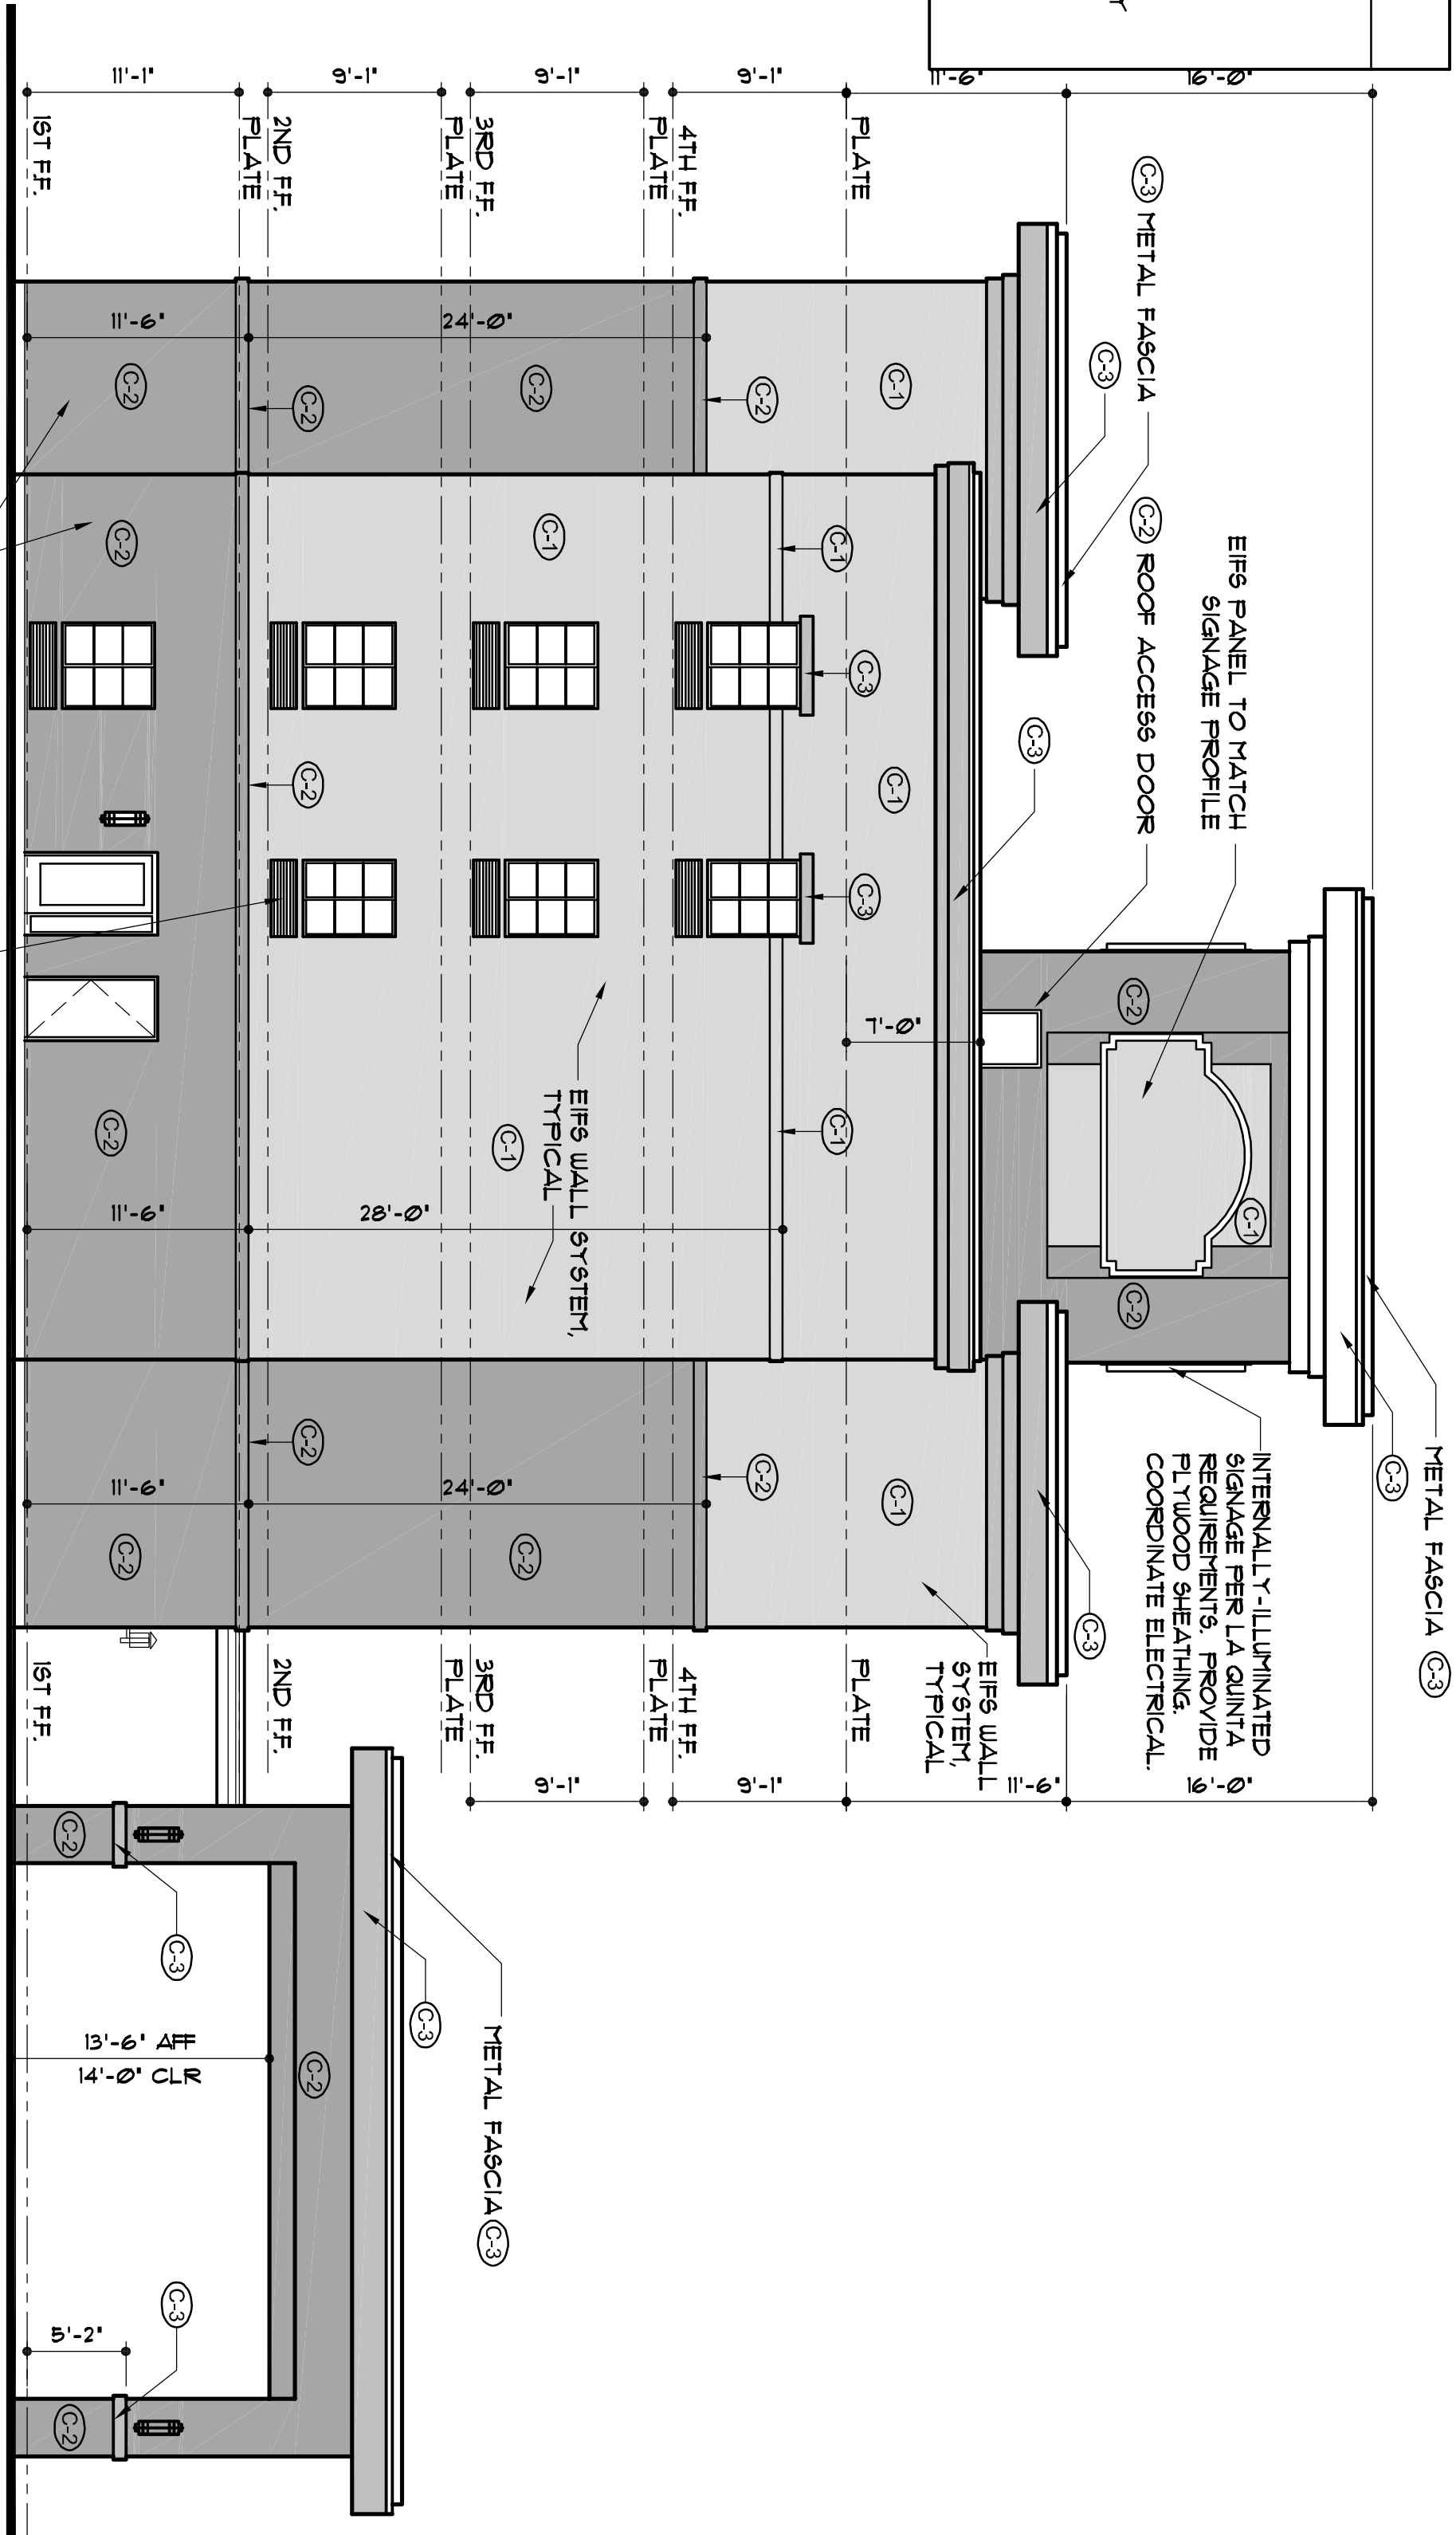 Y
METAL FASCIA C-3
C-3
16'-0"
16'-0"
EIFS PANEL TO MATCH
SIGNAGE PROFILE
C-1
INTERNALLY-ILLUMINATED
SIGNAGE PER LA QUINTA
REQUIREMENTS. PROVIDE
PLYWOOD SHEATHING.
COORDINATE ELECTRICAL.
C-3 METAL FASCIA
C-2 ROOF ACCESS DOOR
C-2
C-2
C-3
C-3
C-3
11'-6"
11'-6"
EIFS WALL
SYSTEM,
TYPICAL
C-1
C-1
7'-0"
C-1
PLATE
C-1
C-3
C-3
C-1
PLATE
9'-1"
C-2
C-2
9'-1"
4TH F.F.
4TH F.F.
PLATE
PLATE
9'-1"
EIFS WALL SYSTEM,
TYPICAL
9'-1"
C-2
C-1
C-1
C-2
3RD F.F.
24'-0"
28'-0"
24'-0"
3RD F.F.
PLATE
PLATE
METAL FASCIA C-3
C-3
9'-1"
C-2
C-2
C-2
C-2
2ND F.F.
2ND F.F.
PLATE
11'-1"
11'-6"
11'-6"
11'-6"
C-2
C-2
C-2
C-2
C-3
C-3
13'-6" AFF
14'-0" CLR
5'-2"
C-2
C-2
1ST F.F.
1ST F.F.